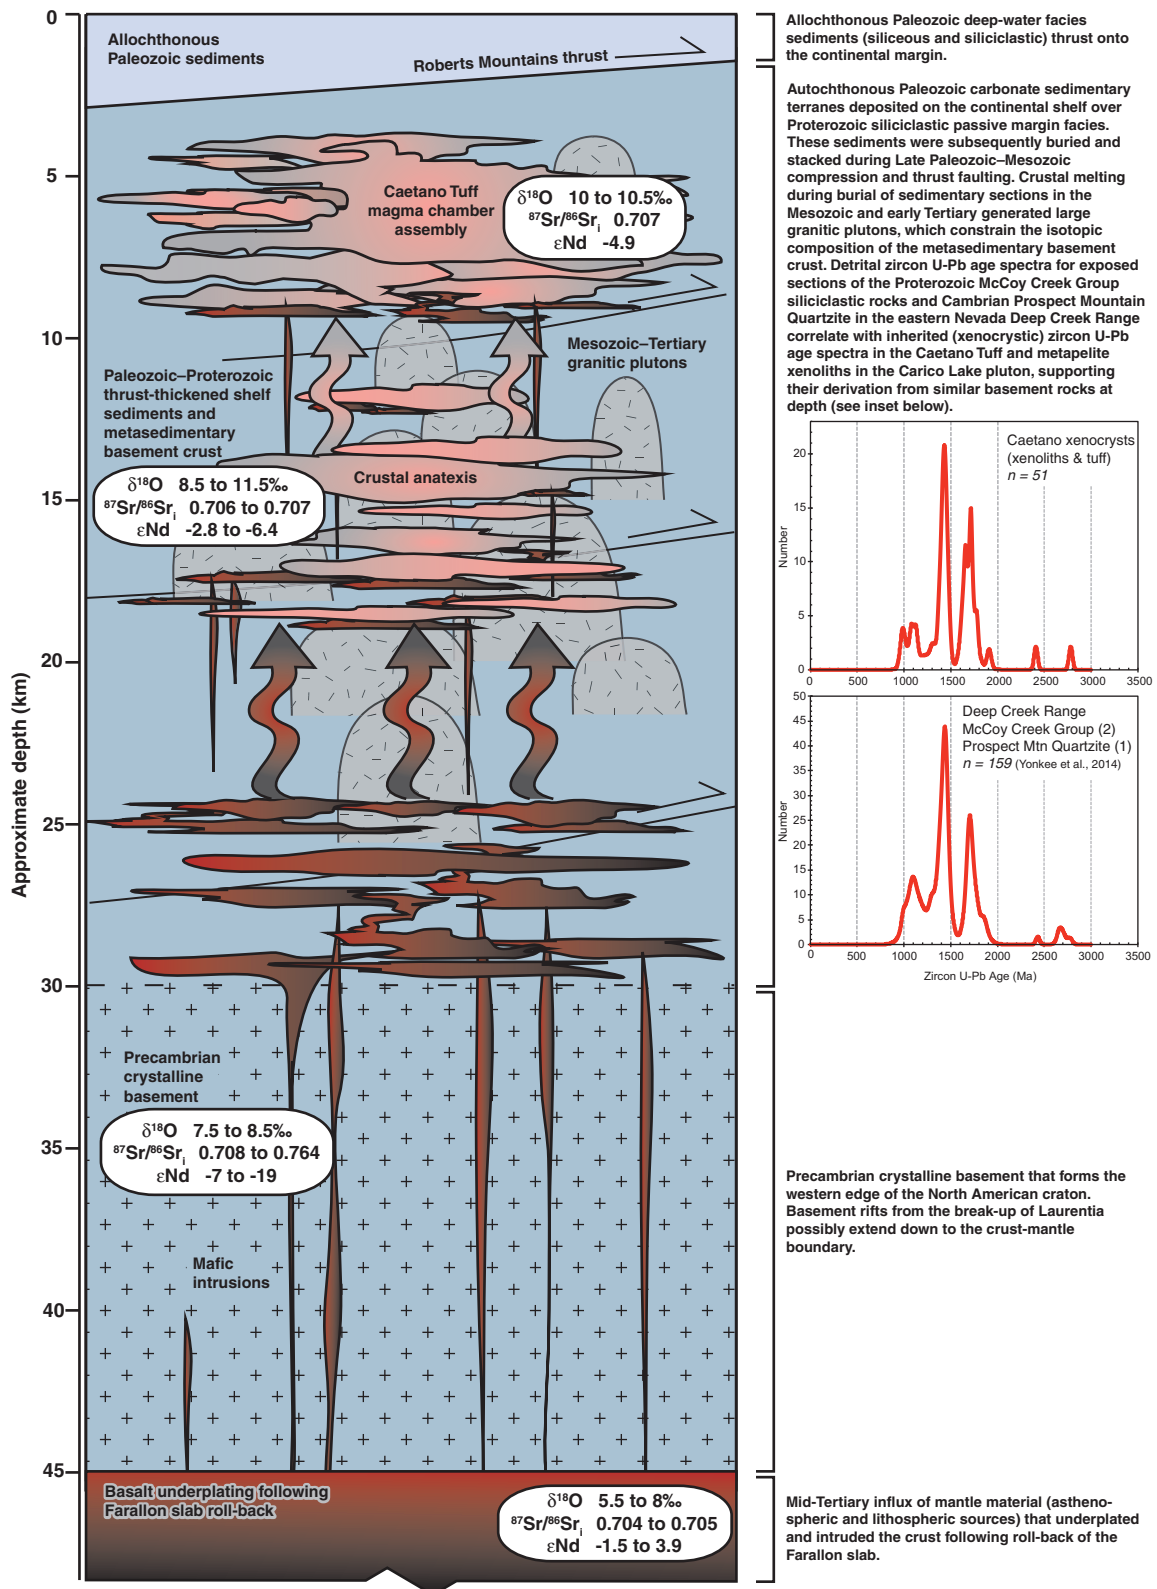 0
5
10
15
20
25
30
35
40
45
Approximate depth (km)
Allochthonous
Paleozoic sediments
Roberts Mountains thrust
Caetano Tuff
magma chamber
assembly
δ¹⁸O 10 to 10.5‰
⁸⁷Sr/⁸⁶Srᵢ 0.707
εNd -4.9
Mesozoic–Tertiary
granitic plutons
Paleozoic–Proterozoic
thrust-thickened shelf
sediments and
metasedimentary
basement crust
δ¹⁸O 8.5 to 11.5‰
⁸⁷Sr/⁸⁶Srᵢ 0.706 to 0.707
εNd -2.8 to -6.4
Crustal anatexis
Precambrian
crystalline
basement
δ¹⁸O 7.5 to 8.5‰
⁸⁷Sr/⁸⁶Srᵢ 0.708 to 0.764
εNd -7 to -19
Mafic
intrusions
Basalt underplating following
Farallon slab roll-back
δ¹⁸O 5.5 to 8‰
⁸⁷Sr/⁸⁶Srᵢ 0.704 to 0.705
εNd -1.5 to 3.9
Allochthonous Paleozoic deep-water facies
sediments (siliceous and siliciclastic) thrust onto
the continental margin.
Autochthonous Paleozoic carbonate sedimentary
terranes deposited on the continental shelf over
Proterozoic siliciclastic passive margin facies.
These sediments were subsequently buried and
stacked during Late Paleozoic–Mesozoic
compression and thrust faulting. Crustal melting
during burial of sedimentary sections in the
Mesozoic and early Tertiary generated large
granitic plutons, which constrain the isotopic
composition of the metasedimentary basement
crust. Detrital zircon U-Pb age spectra for exposed
sections of the Proterozoic McCoy Creek Group
siliciclastic rocks and Cambrian Prospect Mountain
Quartzite in the eastern Nevada Deep Creek Range
correlate with inherited (xenocrystic) zircon U-Pb
age spectra in the Caetano Tuff and metapelite
xenoliths in the Carico Lake pluton, supporting
their derivation from similar basement rocks at
depth (see inset below).
Caetano xenocrysts
(xenoliths & tuff)
n = 51
Number
20
15
10
5
0
0 500 1000 1500 2000 2500 3000 3500
Deep Creek Range
McCoy Creek Group (2)
Prospect Mtn Quartzite (1)
n = 159 (Yonkee et al., 2014)
Number
50
45
40
35
30
25
20
15
10
5
0
0 500 1000 1500 2000 2500 3000 3500
Zircon U-Pb Age (Ma)
Precambrian crystalline basement that forms the
western edge of the North American craton.
Basement rifts from the break-up of Laurentia
possibly extend down to the crust-mantle
boundary.
Mid-Tertiary influx of mantle material (astheno-
spheric and lithospheric sources) that underplated
and intruded the crust following roll-back of the
Farallon slab.